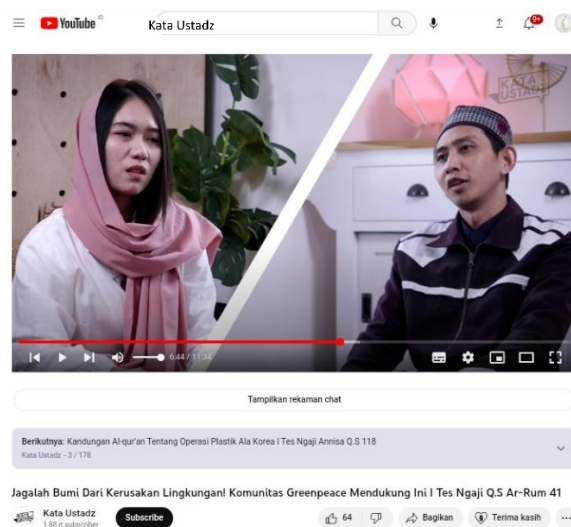 YouTube ID
Kata Ustadz
9+
KATA
USTADZ
6:44 / 11:34
Tampilkan rekaman chat
Berikutnya: Kandungan Al-qur'an Tentang Operasi Plastik Ala Korea I Tes Ngaji Annisa Q.S 118
Kata Ustadz - 3 / 178
Jagalah Bumi Dari Kerusakan Lingkungan! Komunitas Greenpeace Mendukung Ini I Tes Ngaji Q.S Ar-Rum 41
Kata Ustadz
1.88 jt subscriber
Subscribe
64
Bagikan
Terima kasih